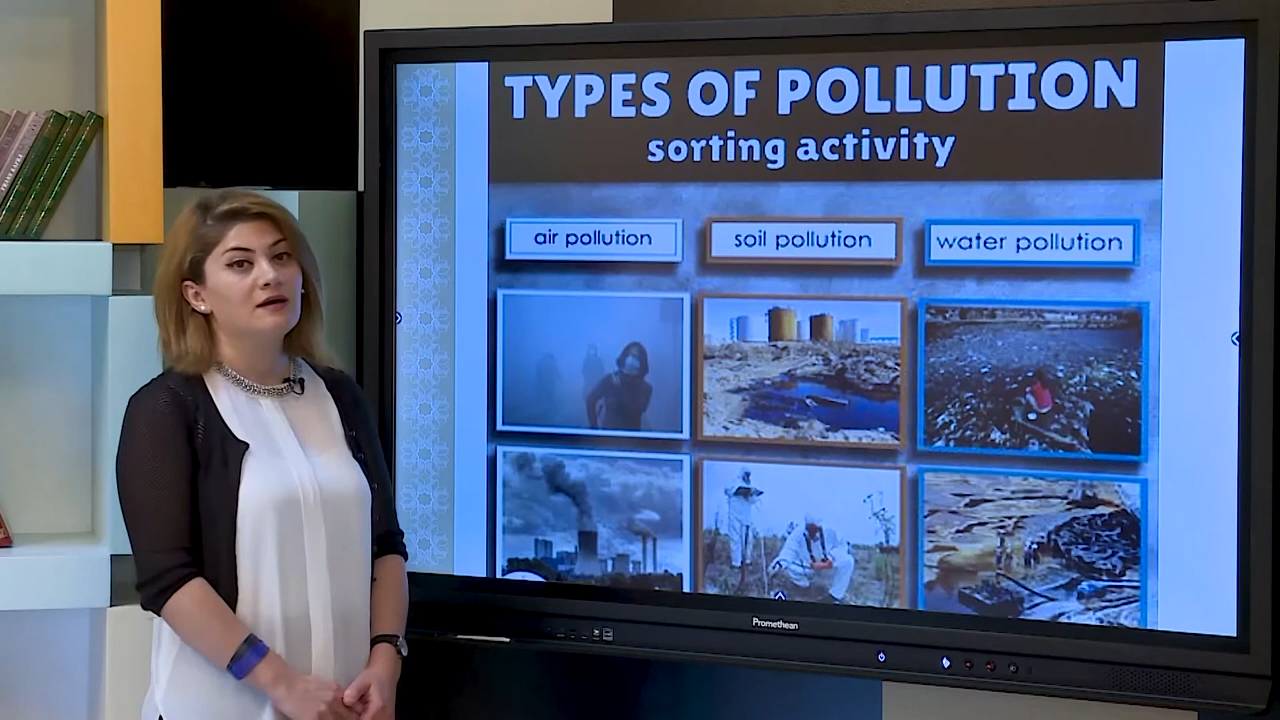 TYPES OF POLLUTION
sorting activity
air pollution
soil pollution
water pollution
Promethean